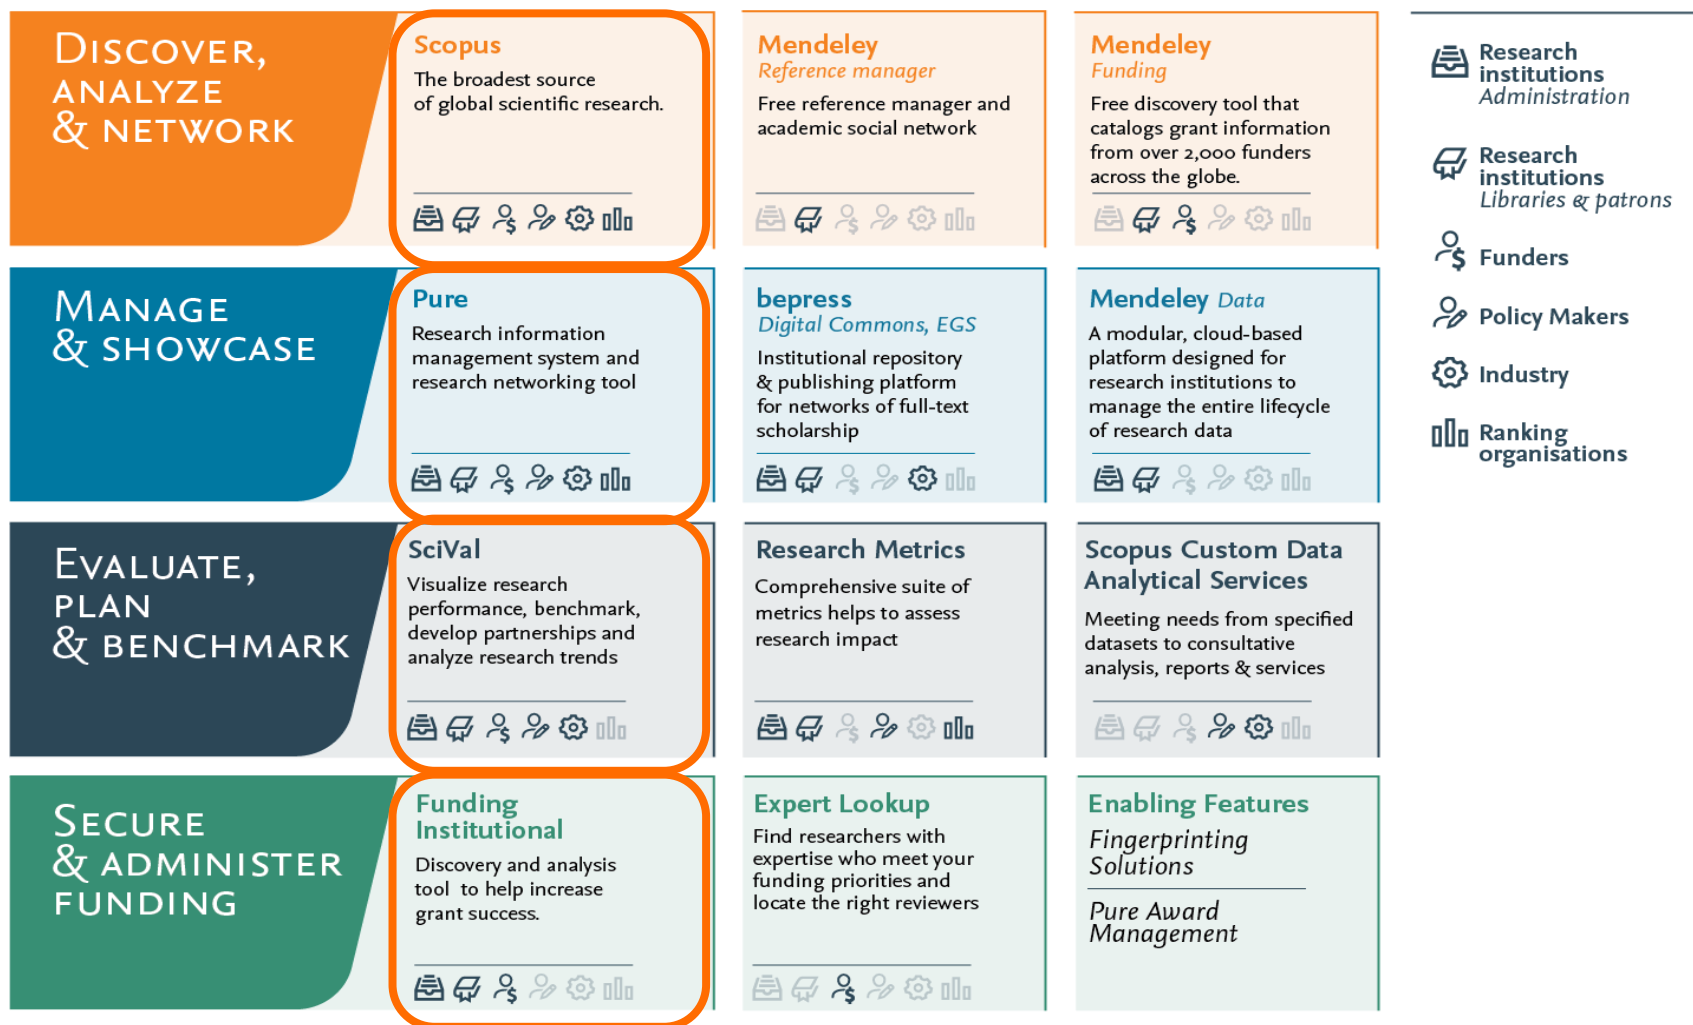 DISCOVER,
ANALYZE
& NETWORK
Scopus
The broadest source
of global scientific research.
Mendeley
Reference manager
Free reference manager and
academic social network
Mendeley
Funding
Free discovery tool that
catalogs grant information
from over 2,000 funders
across the globe.
MANAGE
& SHOWCASE
Pure
Research information
management system and
research networking tool
bepress
Digital Commons, EGS
Institutional repository
& publishing platform
for networks of full-text
scholarship
Mendeley Data
A modular, cloud-based
platform designed for
research institutions to
manage the entire lifecycle
of research data
EVALUATE,
PLAN
& BENCHMARK
SciVal
Visualize research
performance, benchmark,
develop partnerships and
analyze research trends
Research Metrics
Comprehensive suite of
metrics helps to assess
research impact
Scopus Custom Data
Analytical Services
Meeting needs from specified
datasets to consultative
analysis, reports & services
SECURE
& ADMINISTER
FUNDING
Funding
Institutional
Discovery and analysis
tool to help increase
grant success.
Expert Lookup
Find researchers with
expertise who meet your
funding priorities and
locate the right reviewers
Enabling Features
Fingerprinting
Solutions
Pure Award
Management
Research
institutions
Administration
Research
institutions
Libraries & patrons
Funders
Policy Makers
Industry
Ranking
organisations